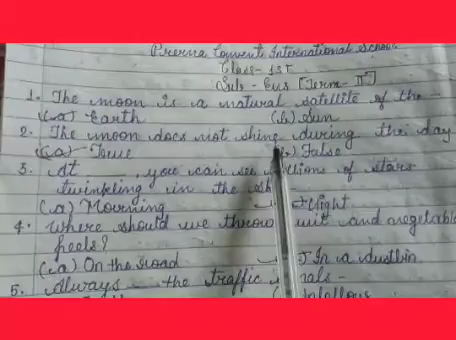 Prerna Convent International School
Class- 1ST
Sub - Evs [Term - II]
1. The moon is a natural satellite of the -
(a) Earth (b) Sun
2. The moon does not shine during the day
(a) True (b) False
3. At , you can see of stars
twinkling in the
(a) Morning Night
4. Where should we throw and vegetable
peels?
(a) On the road In a dustbin
5. Always the traffic